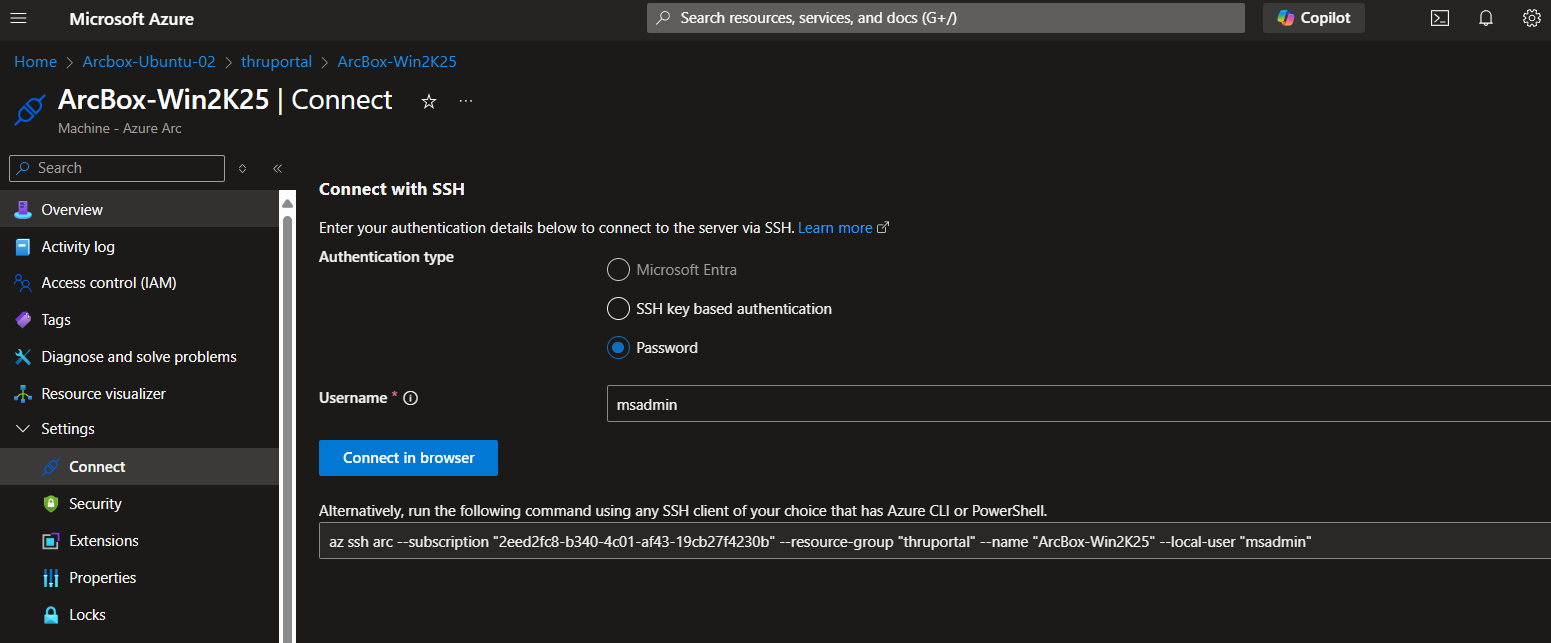 Microsoft Azure
Search resources, services, and docs (G+/)
Copilot
Home > Arcbox-Ubuntu-02 > thruportal > ArcBox-Win2K25
ArcBox-Win2K25 | Connect
Machine - Azure Arc
Search
Overview
Activity log
Access control (IAM)
Tags
Diagnose and solve problems
Resource visualizer
Settings
Connect
Security
Extensions
Properties
Locks
Connect with SSH
Enter your authentication details below to connect to the server via SSH. Learn more
Authentication type
Microsoft Entra
SSH key based authentication
Password
Username *
msadmin
Connect in browser
Alternatively, run the following command using any SSH client of your choice that has Azure CLI or PowerShell.
az ssh arc --subscription "2eed2fc8-b340-4c01-af43-19cb27f4230b" --resource-group "thruportal" --name "ArcBox-Win2K25" --local-user "msadmin"